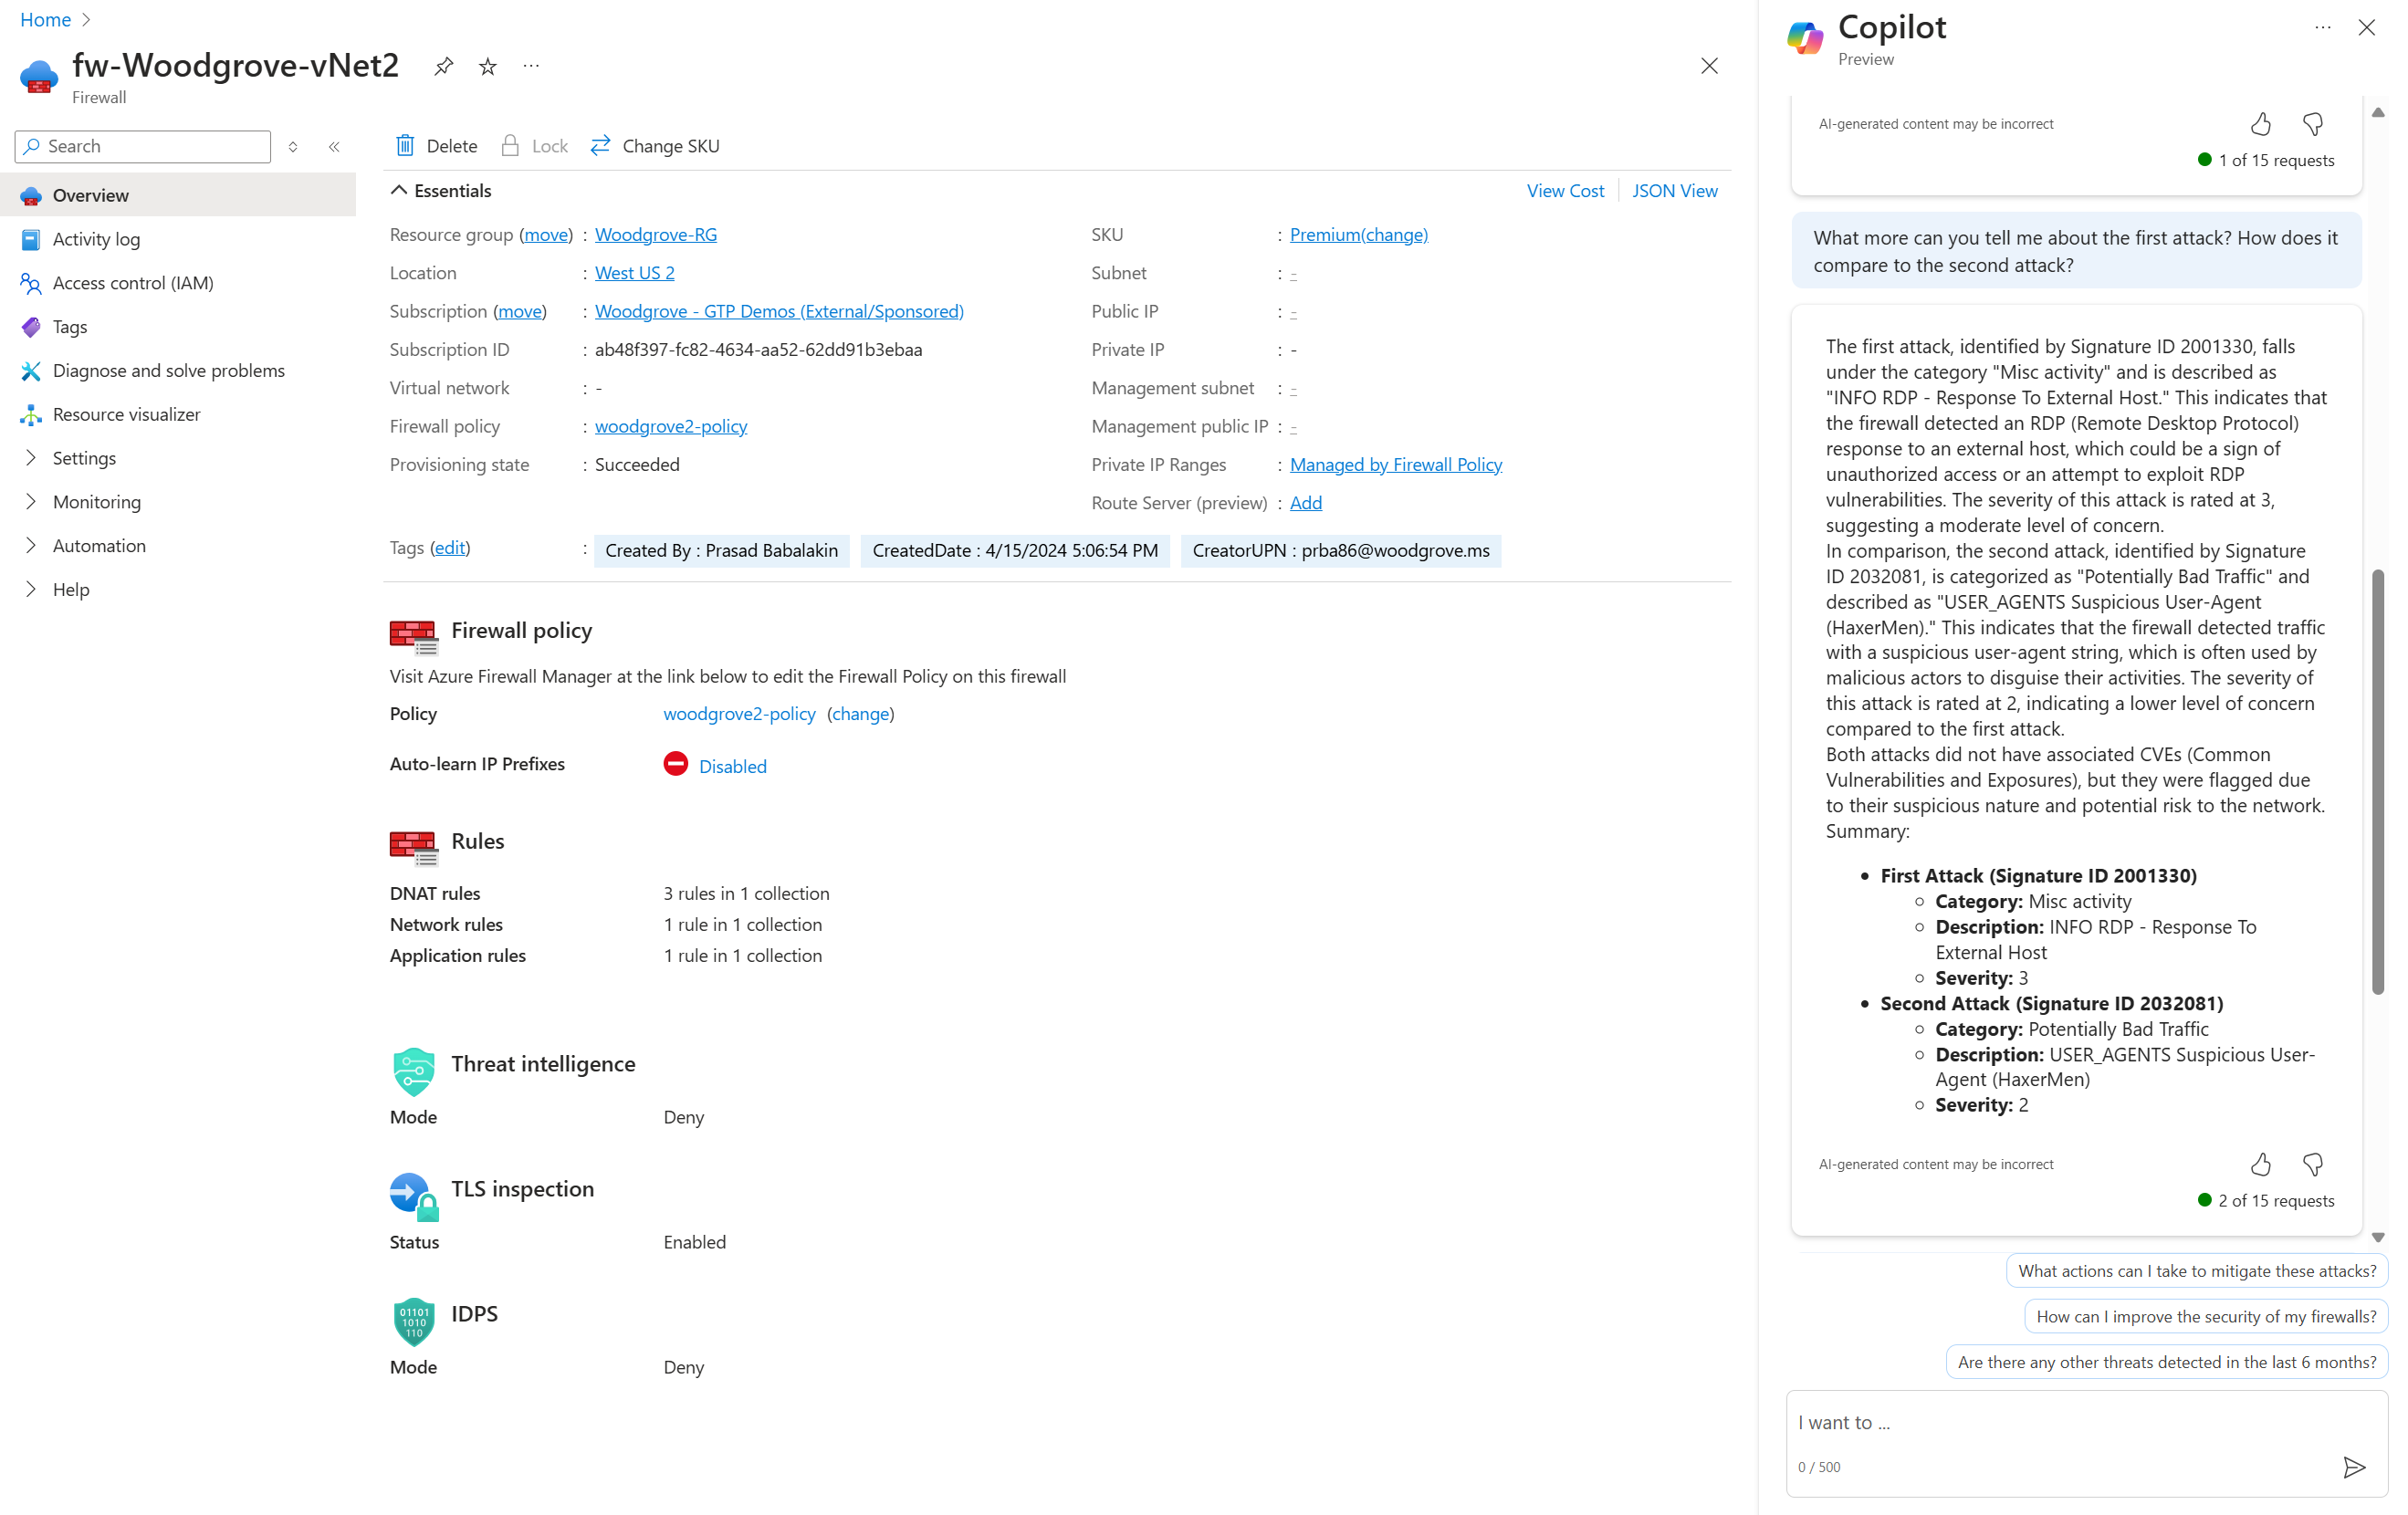 Home
fw-Woodgrove-vNet2
Firewall
Search
Overview
Activity log
Access control (IAM)
Tags
Diagnose and solve problems
Resource visualizer
Settings
Monitoring
Automation
Help
Delete
Lock
Change SKU
Essentials
View Cost
JSON View
Resource group (move) : Woodgrove-RG
Location : West US 2
Subscription (move) : Woodgrove - GTP Demos (External/Sponsored)
Subscription ID : ab48f397-fc82-4634-aa52-62dd91b3ebaa
Virtual network : -
Firewall policy : woodgrove2-policy
Provisioning state : Succeeded
SKU : Premium(change)
Subnet : -
Public IP : -
Private IP : -
Management subnet : -
Management public IP : -
Private IP Ranges : Managed by Firewall Policy
Route Server (preview) : Add
Tags (edit) : Created By : Prasad Babalakin CreatedDate : 4/15/2024 5:06:54 PM CreatorUPN : prba86@woodgrove.ms
Firewall policy
Visit Azure Firewall Manager at the link below to edit the Firewall Policy on this firewall
Policy woodgrove2-policy (change)
Auto-learn IP Prefixes Disabled
Rules
DNAT rules 3 rules in 1 collection
Network rules 1 rule in 1 collection
Application rules 1 rule in 1 collection
Threat intelligence
Mode Deny
TLS inspection
Status Enabled
01101
1010
110
IDPS
Mode Deny
Copilot
Preview
AI-generated content may be incorrect
1 of 15 requests
What more can you tell me about the first attack? How does it
compare to the second attack?
The first attack, identified by Signature ID 2001330, falls
under the category "Misc activity" and is described as
"INFO RDP - Response To External Host." This indicates that
the firewall detected an RDP (Remote Desktop Protocol)
response to an external host, which could be a sign of
unauthorized access or an attempt to exploit RDP
vulnerabilities. The severity of this attack is rated at 3,
suggesting a moderate level of concern.
In comparison, the second attack, identified by Signature
ID 2032081, is categorized as "Potentially Bad Traffic" and
described as "USER_AGENTS Suspicious User-Agent
(HaxerMen)." This indicates that the firewall detected traffic
with a suspicious user-agent string, which is often used by
malicious actors to disguise their activities. The severity of
this attack is rated at 2, indicating a lower level of concern
compared to the first attack.
Both attacks did not have associated CVEs (Common
Vulnerabilities and Exposures), but they were flagged due
to their suspicious nature and potential risk to the network.
Summary:
• First Attack (Signature ID 2001330)
◦ Category: Misc activity
◦ Description: INFO RDP - Response To
External Host
◦ Severity: 3
• Second Attack (Signature ID 2032081)
◦ Category: Potentially Bad Traffic
◦ Description: USER_AGENTS Suspicious User-
Agent (HaxerMen)
◦ Severity: 2
AI-generated content may be incorrect
2 of 15 requests
What actions can I take to mitigate these attacks?
How can I improve the security of my firewalls?
Are there any other threats detected in the last 6 months?
I want to ...
0 / 500